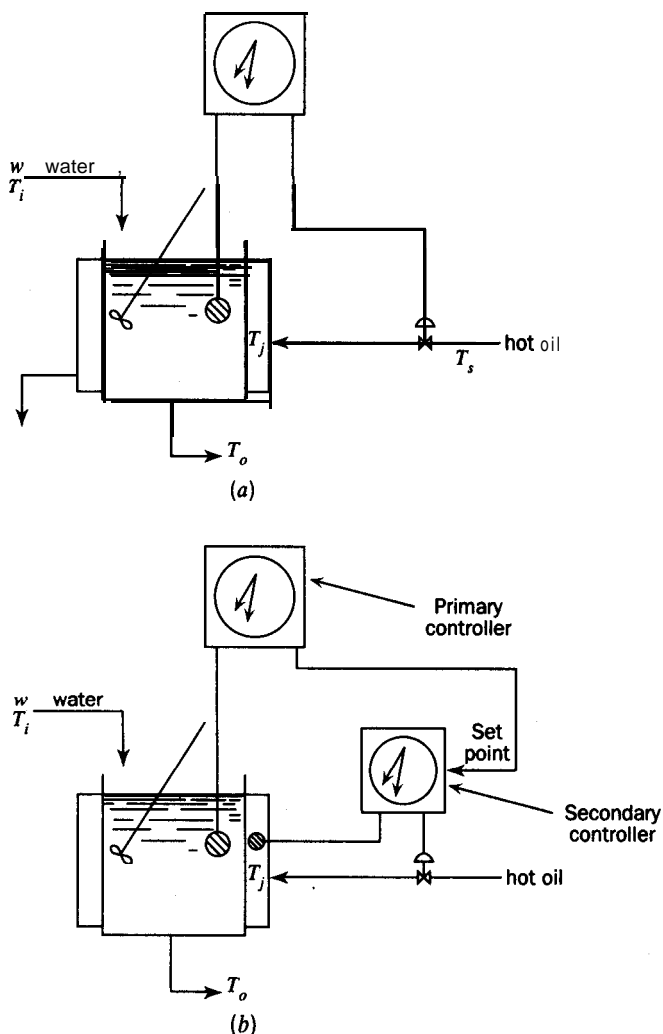 w water
T_i
T_j
hot oil
T_s
T_o
(a)
Primary
controller
w water
T_i
Set
point
Secondary
controller
T_j
hot oil
T_o
(b)